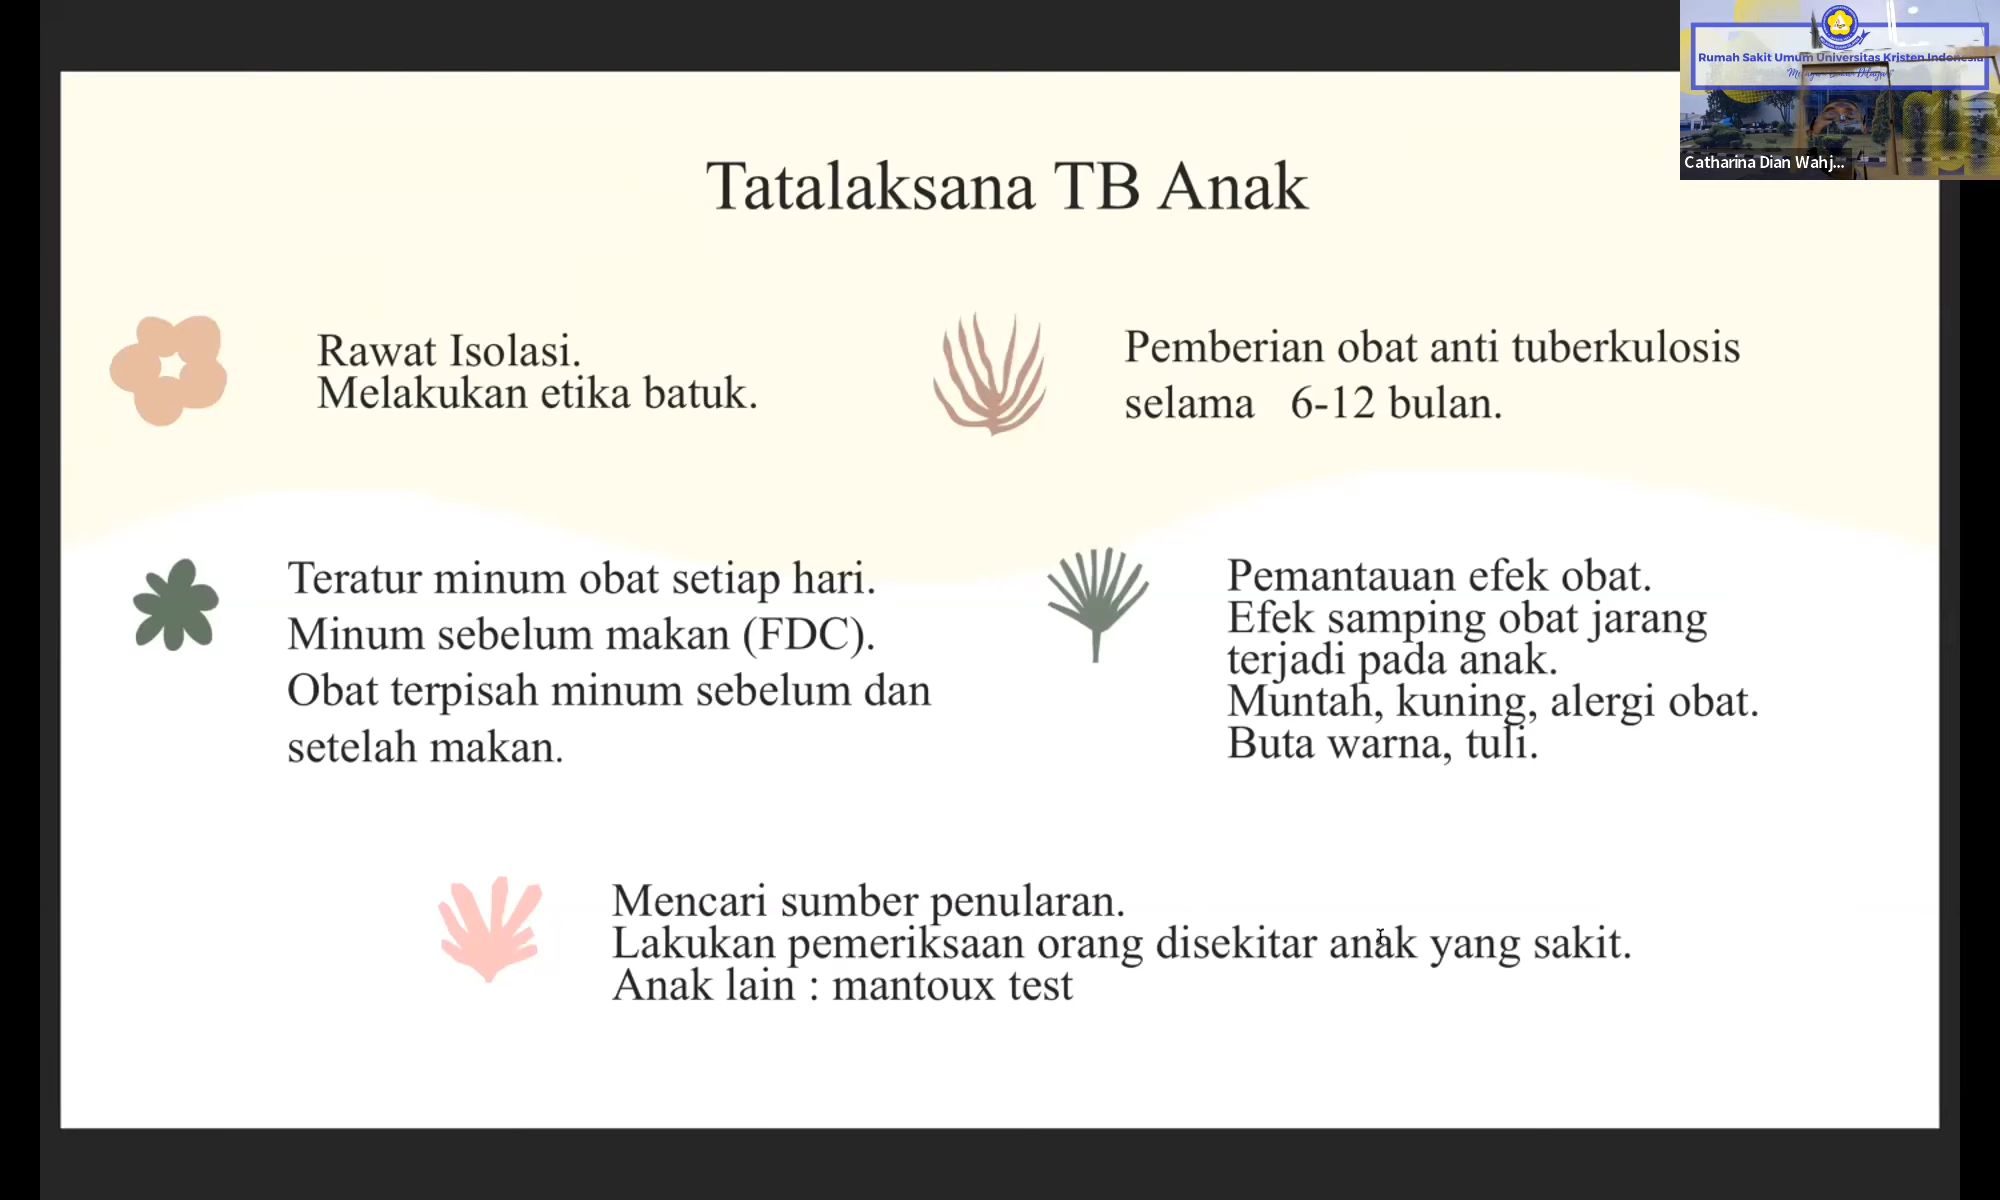 Rumah Sakit Umum Universitas Kristen Indonesia
Catharina Dian Wahj...
Tatalaksana TB Anak
Rawat Isolasi.
Melakukan etika batuk.
Pemberian obat anti tuberkulosis
selama 6-12 bulan.
Teratur minum obat setiap hari.
Minum sebelum makan (FDC).
Obat terpisah minum sebelum dan
setelah makan.
Pemantauan efek obat.
Efek samping obat jarang
terjadi pada anak.
Muntah, kuning, alergi obat.
Buta warna, tuli.
Mencari sumber penularan.
Lakukan pemeriksaan orang disekitar anak yang sakit.
Anak lain : mantoux test